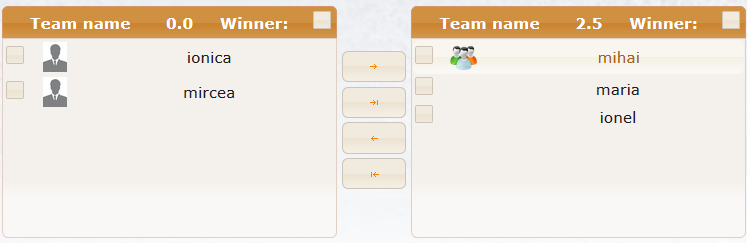 Team name 0.0 Winner:
ionica
mircea
Team name 2.5 Winner:
mihai
maria
ionel